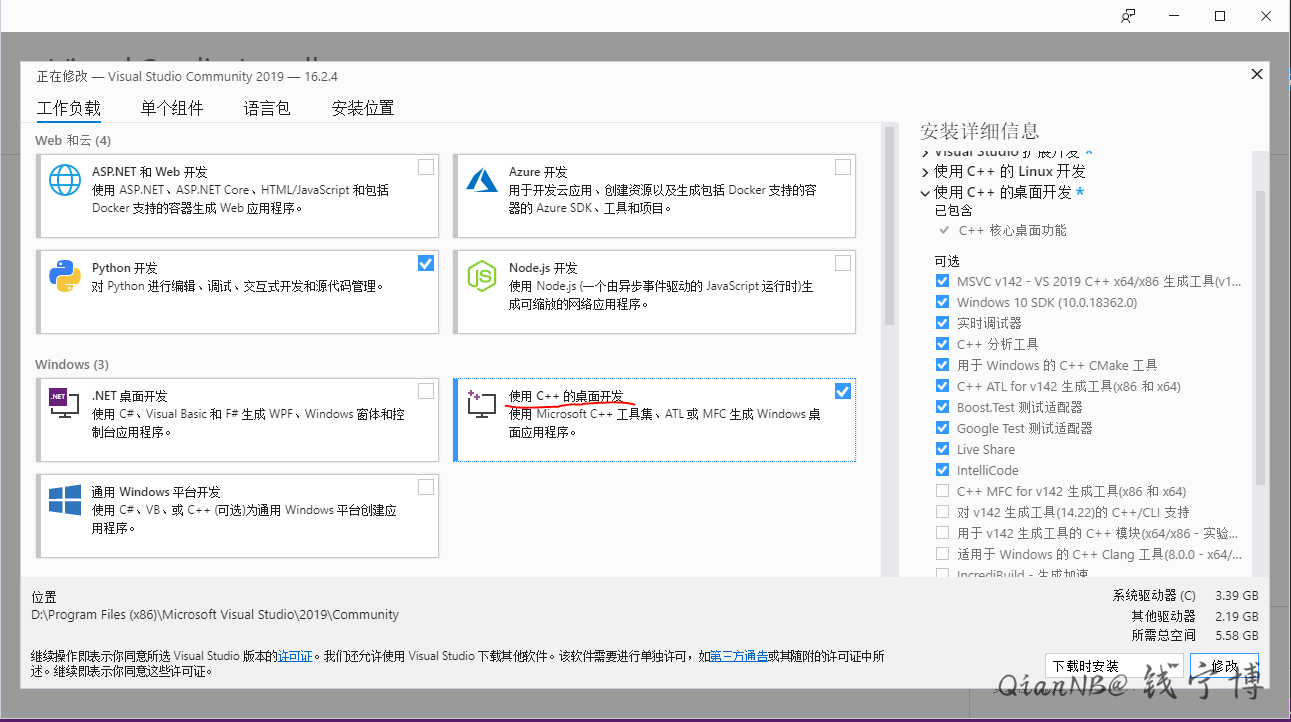 正在修改 — Visual Studio Community 2019 — 16.2.4
工作负载 单个组件 语言包 安装位置
Web 和云 (4)
ASP.NET 和 Web 开发
使用 ASP.NET、ASP.NET Core、HTML/JavaScript 和包括
Docker 支持的容器生成 Web 应用程序。
Azure 开发
用于开发云应用、创建资源以及生成包括 Docker 支持的容
器的 Azure SDK、工具和项目。
Python 开发
对 Python 进行编辑、调试、交互式开发和源代码管理。
Node.js 开发
使用 Node.js (一个由异步事件驱动的 JavaScript 运行时)生
成可缩放的网络应用程序。
Windows (3)
.NET 桌面开发
使用 C#、Visual Basic 和 F# 生成 WPF、Windows 窗体和控
制台应用程序。
使用 C++ 的桌面开发
使用 Microsoft C++ 工具集、ATL 或 MFC 生成 Windows 桌
面应用程序。
通用 Windows 平台开发
使用 C#、VB、或 C++ (可选)为通用 Windows 平台创建应
用程序。
安装详细信息
Visual Studio 扩展开发 *
使用 C++ 的 Linux 开发
使用 C++ 的桌面开发 *
已包含
C++ 核心桌面功能
可选
MSVC v142 - VS 2019 C++ x64/x86 生成工具(v1...
Windows 10 SDK (10.0.18362.0)
实时调试器
C++ 分析工具
用于 Windows 的 C++ CMake 工具
C++ ATL for v142 生成工具(x86 和 x64)
Boost.Test 测试适配器
Google Test 测试适配器
Live Share
IntelliCode
C++ MFC for v142 生成工具(x86 和 x64)
对 v142 生成工具(14.22)的 C++/CLI 支持
用于 v142 生成工具的 C++ 模块(x64/x86 - 实验...
适用于 Windows 的 C++ Clang 工具(8.0.0 - x64/...
IncrediBuild - 生成加速
位置
D:\Program Files (x86)\Microsoft Visual Studio\2019\Community
系统驱动器 (C) 3.39 GB
其他驱动器 2.19 GB
所需总空间 5.58 GB
继续操作即表示你同意所选 Visual Studio 版本的许可证。我们还允许使用 Visual Studio 下载其他软件。该软件需要进行单独许可，如第三方通告或其随附的许可证中所
述。继续即表示你同意这些许可证。
下载时安装 修改
QianNB@ 钱宁博